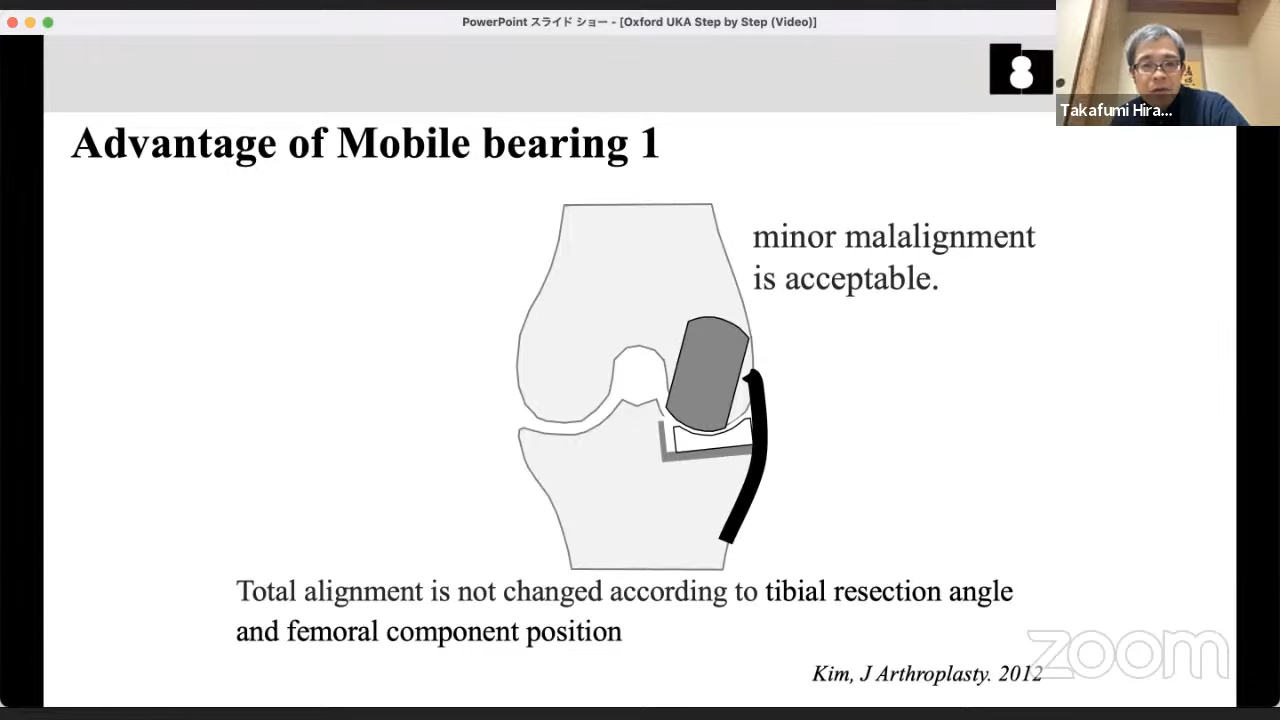 PowerPoint スライド ショー - [Oxford UKA Step by Step (Video)]
Takafumi Hira...
Advantage of Mobile bearing 1
minor malalignment
is acceptable.
Total alignment is not changed according to tibial resection angle
and femoral component position
zoom
Kim, J Arthroplasty. 2012